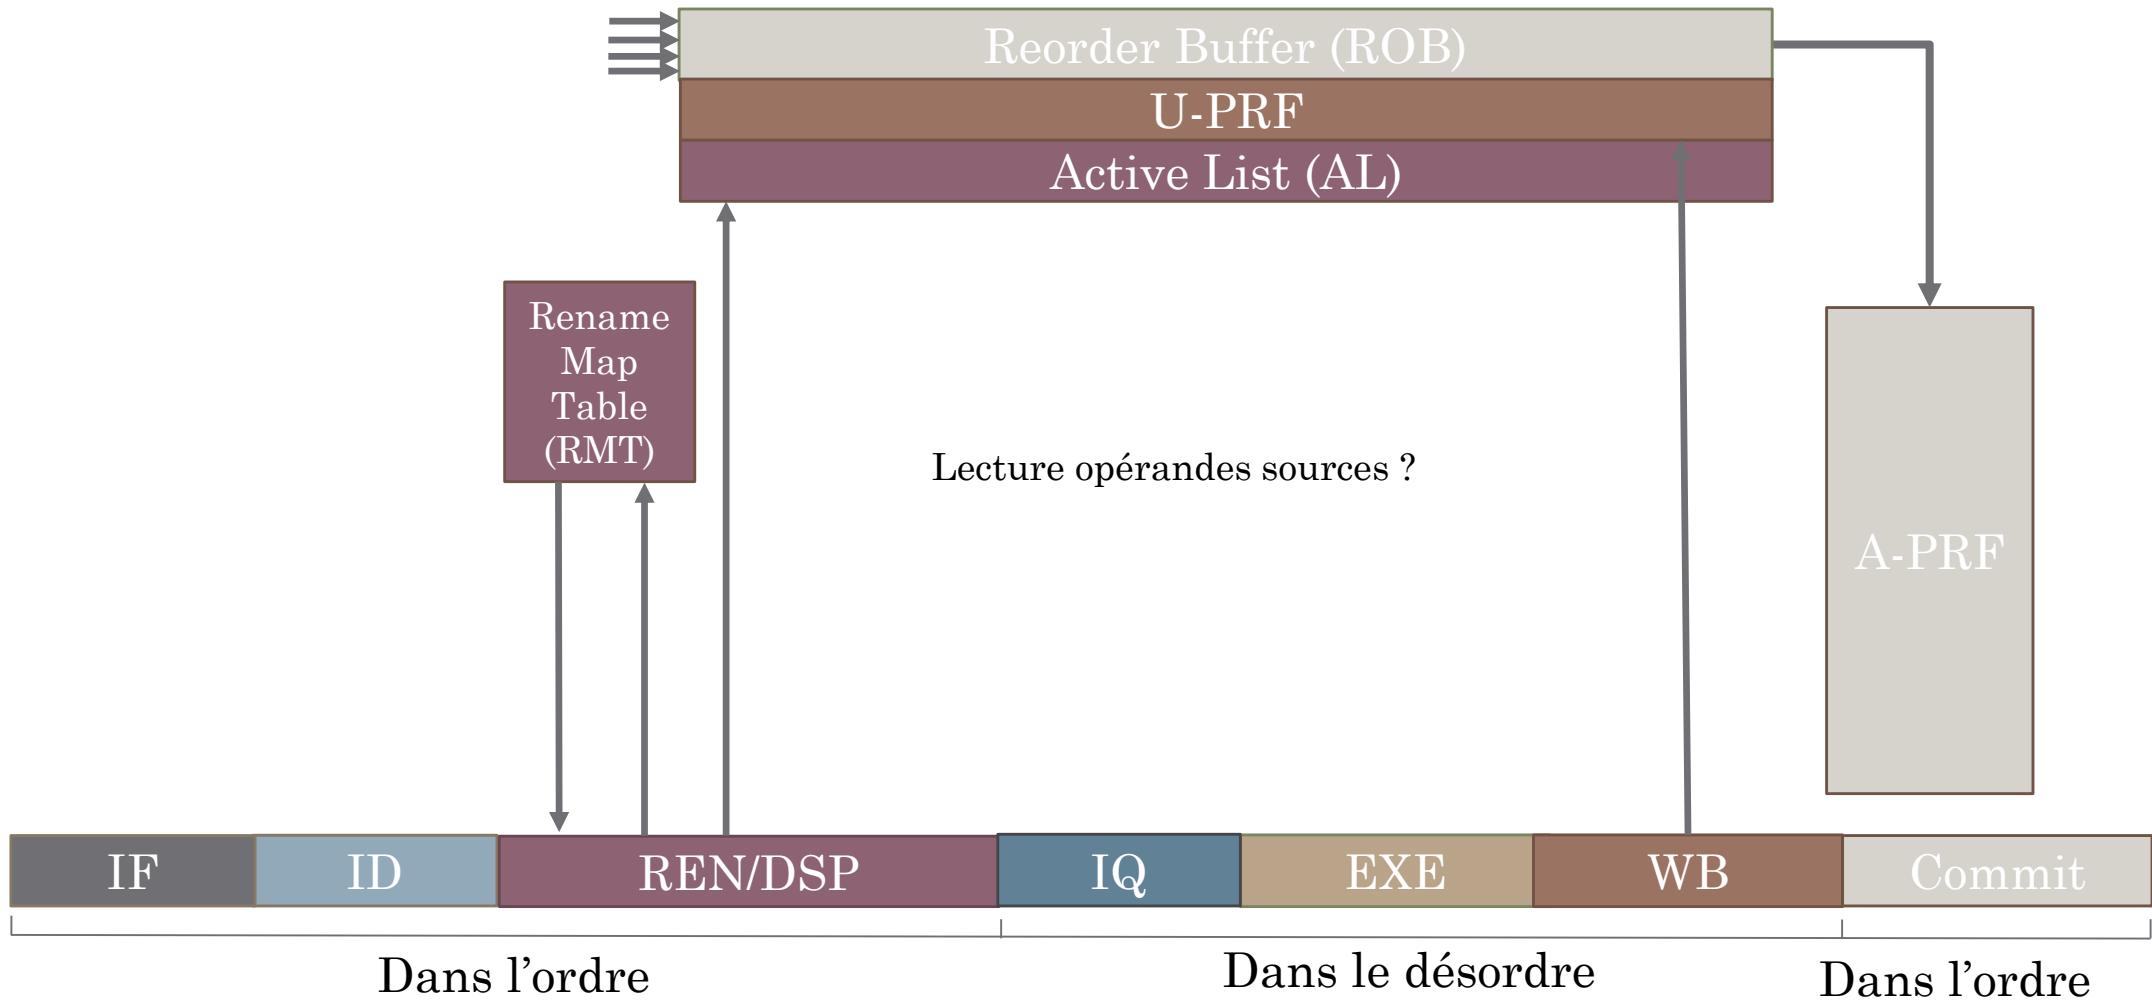 Reorder Buffer (ROB)
U-PRF
Active List (AL)
Rename
Map
Table
(RMT)
Lecture opérandes sources ?
A-PRF
IF
ID
REN/DSP
IQ
EXE
WB
Commit
Dans l’ordre
Dans le désordre
Dans l’ordre